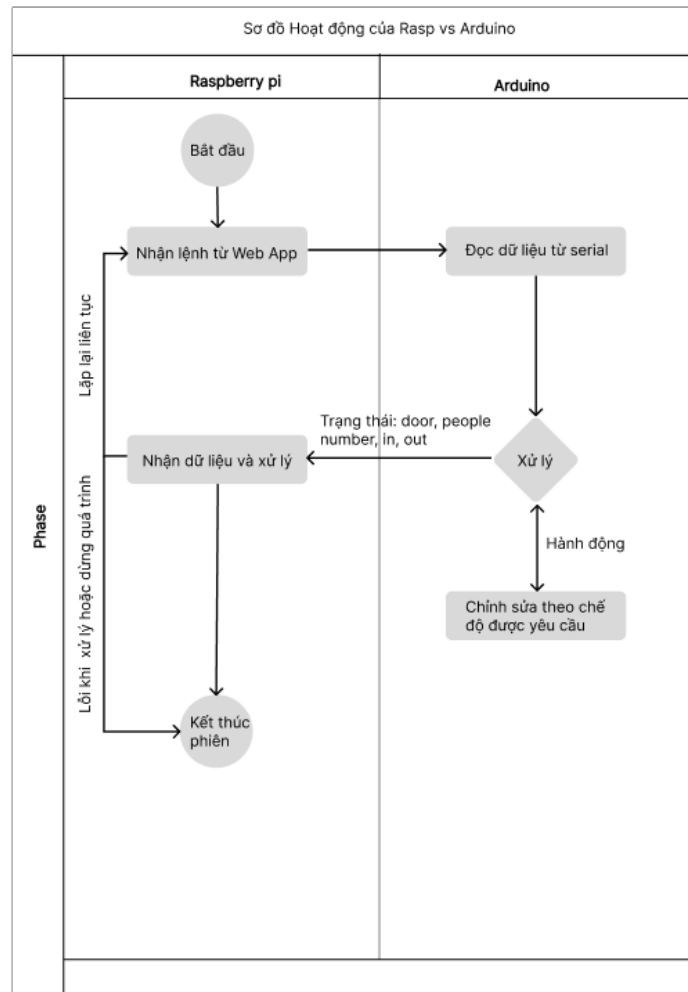 Sơ đồ Hoạt động của Rasp vs Arduino
Raspberry pi
Arduino
Phase
Bắt đầu
Nhận lệnh từ Web App
Đọc dữ liệu từ serial
Lặp lại liên tục
Trạng thái: door, people
number, in, out
Nhận dữ liệu và xử lý
Xử lý
Hành động
Lỗi khi xử lý hoặc dừng quá trình
Chỉnh sửa theo chế
độ được yêu cầu
Kết thúc
phiên